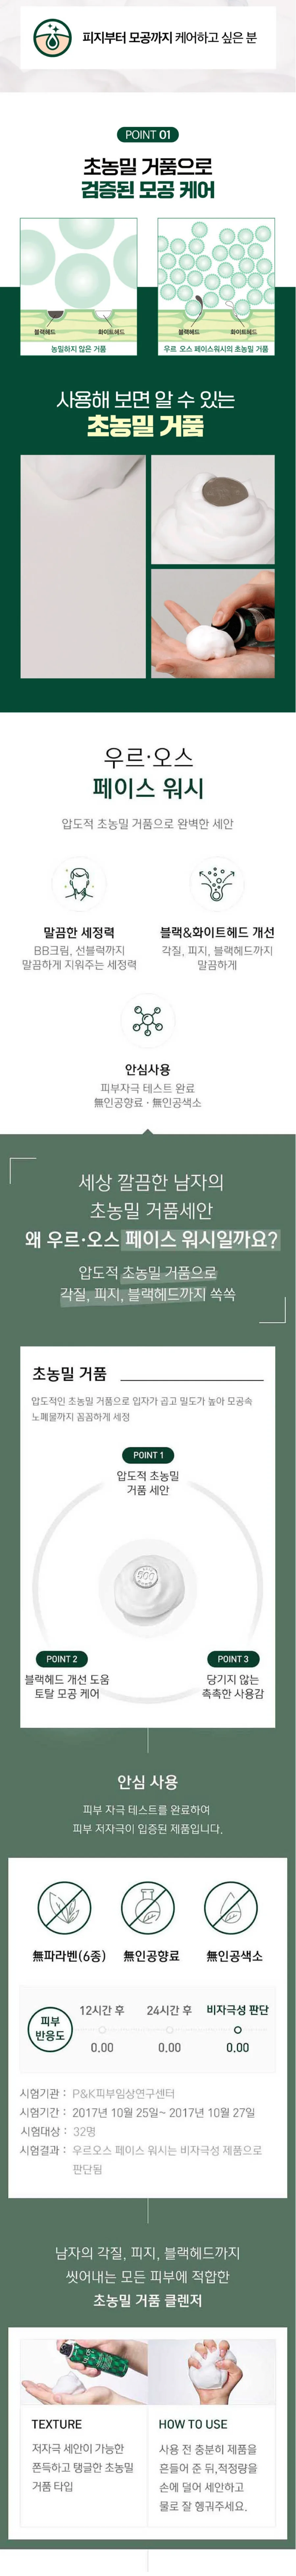 피지부터 모공까지 케어하고 싶은 분
POINT 01
초농밀 거품으로
검증된 모공 케어
블랙헤드
화이트헤드
농밀하지 않은 거품
블랙헤드
화이트헤드
우르 오스 페이스워시의 초농밀 거품
사용해 보면 알 수 있는
초농밀 거품
우르·오스
페이스 워시
압도적 초농밀 거품으로 완벽한 세안
말끔한 세정력
BB크림, 선블럭까지
말끔하게 지워주는 세정력
블랙&화이트헤드 개선
각질, 피지, 블랙헤드까지
말끔하게
안심사용
피부자극 테스트 완료
無인공향료·無인공색소
세상 깔끔한 남자의
초농밀 거품세안
왜 우르·오스 페이스 워시일까요?
압도적 초농밀 거품으로
각질, 피지, 블랙헤드까지 쏙쏙
초농밀 거품
압도적인 초농밀 거품으로 입자가 곱고 밀도가 높아 모공속
노폐물까지 꼼꼼하게 세정
POINT 1
압도적 초농밀
거품 세안
POINT 2
블랙헤드 개선 도움
토탈 모공 케어
POINT 3
당기지 않는
촉촉한 사용감
안심 사용
피부 자극 테스트를 완료하여
피부 저자극이 입증된 제품입니다.
無파라벤(6종)
無인공향료
無인공색소
피부
반응도
12시간 후
24시간 후
비자극성 판단
0.00
0.00
0.00
시험기관 : P&K피부임상연구센터
시험기간 : 2017년 10월 25일~ 2017년 10월 27일
시험대상 : 32명
시험결과 : 우르오스 페이스 워시는 비자극성 제품으로
판단됨
남자의 각질, 피지, 블랙헤드까지
씻어내는 모든 피부에 적합한
초농밀 거품 클렌저
TEXTURE
저자극 세안이 가능한
쫀득하고 탱글한 초농밀
거품 타입
HOW TO USE
사용 전 충분히 제품을
흔들어 준 뒤,적정량을
손에 덜어 세안하고
물로 잘 헹궈주세요.